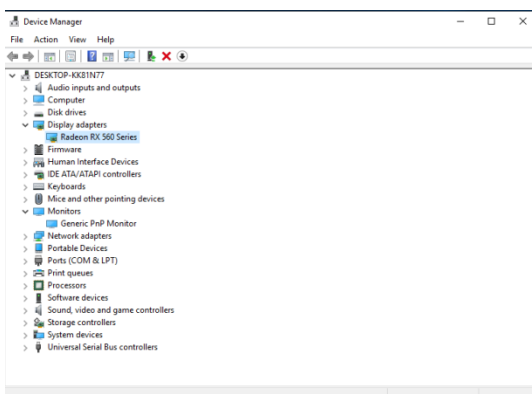 Device Manager
File Action View Help
DESKTOP-KK81N77
Audio inputs and outputs
Computer
Disk drives
Display adapters
Radeon RX 560 Series
Firmware
Human Interface Devices
IDE ATA/ATAPI controllers
Keyboards
Mice and other pointing devices
Monitors
Generic PnP Monitor
Network adapters
Portable Devices
Ports (COM & LPT)
Print queues
Processors
Software devices
Sound, video and game controllers
Storage controllers
System devices
Universal Serial Bus controllers